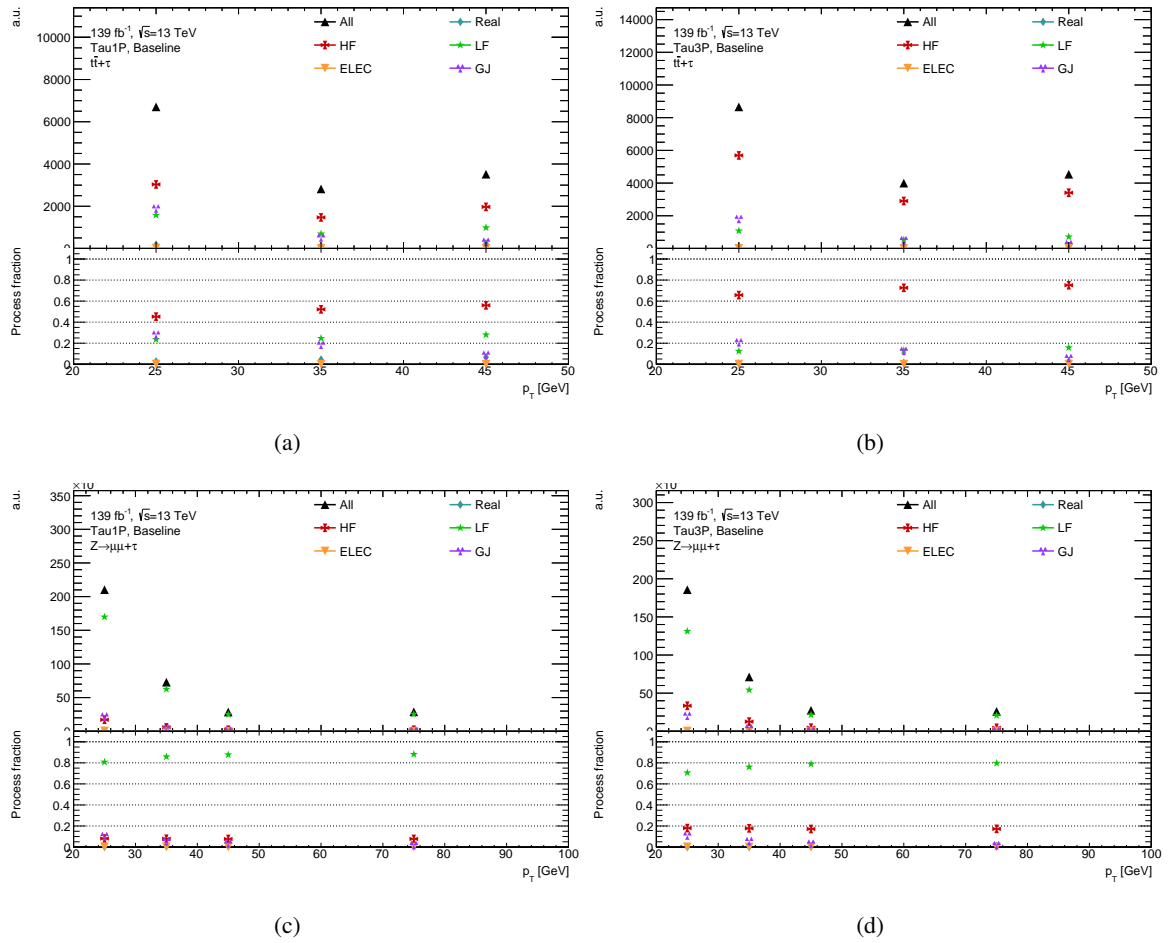 a.u.
10000
8000
6000
4000
2000
0
139 fb⁻¹, √s=13 TeV
Tau1P, Baseline
tt̄+τ
All
Real
HF
LF
ELEC
GJ
Process fraction
1
0.8
0.6
0.4
0.2
0
20 25 30 35 40 45 50
p_T [GeV]
(a)
a.u.
14000
12000
10000
8000
6000
4000
2000
0
139 fb⁻¹, √s=13 TeV
Tau3P, Baseline
tt̄+τ
All
Real
HF
LF
ELEC
GJ
Process fraction
1
0.8
0.6
0.4
0.2
0
20 25 30 35 40 45 50
p_T [GeV]
(b)
a.u.
350
300
250
200
150
100
50
0
139 fb⁻¹, √s=13 TeV
Tau1P, Baseline
Z→μμ+τ
All
Real
HF
LF
ELEC
GJ
Process fraction
1
0.8
0.6
0.4
0.2
0
20 30 40 50 60 70 80 90 100
p_T [GeV]
(c)
a.u.
300
250
200
150
100
50
0
139 fb⁻¹, √s=13 TeV
Tau3P, Baseline
Z→μμ+τ
All
Real
HF
LF
ELEC
GJ
Process fraction
1
0.8
0.6
0.4
0.2
0
20 30 40 50 60 70 80 90 100
p_T [GeV]
(d)